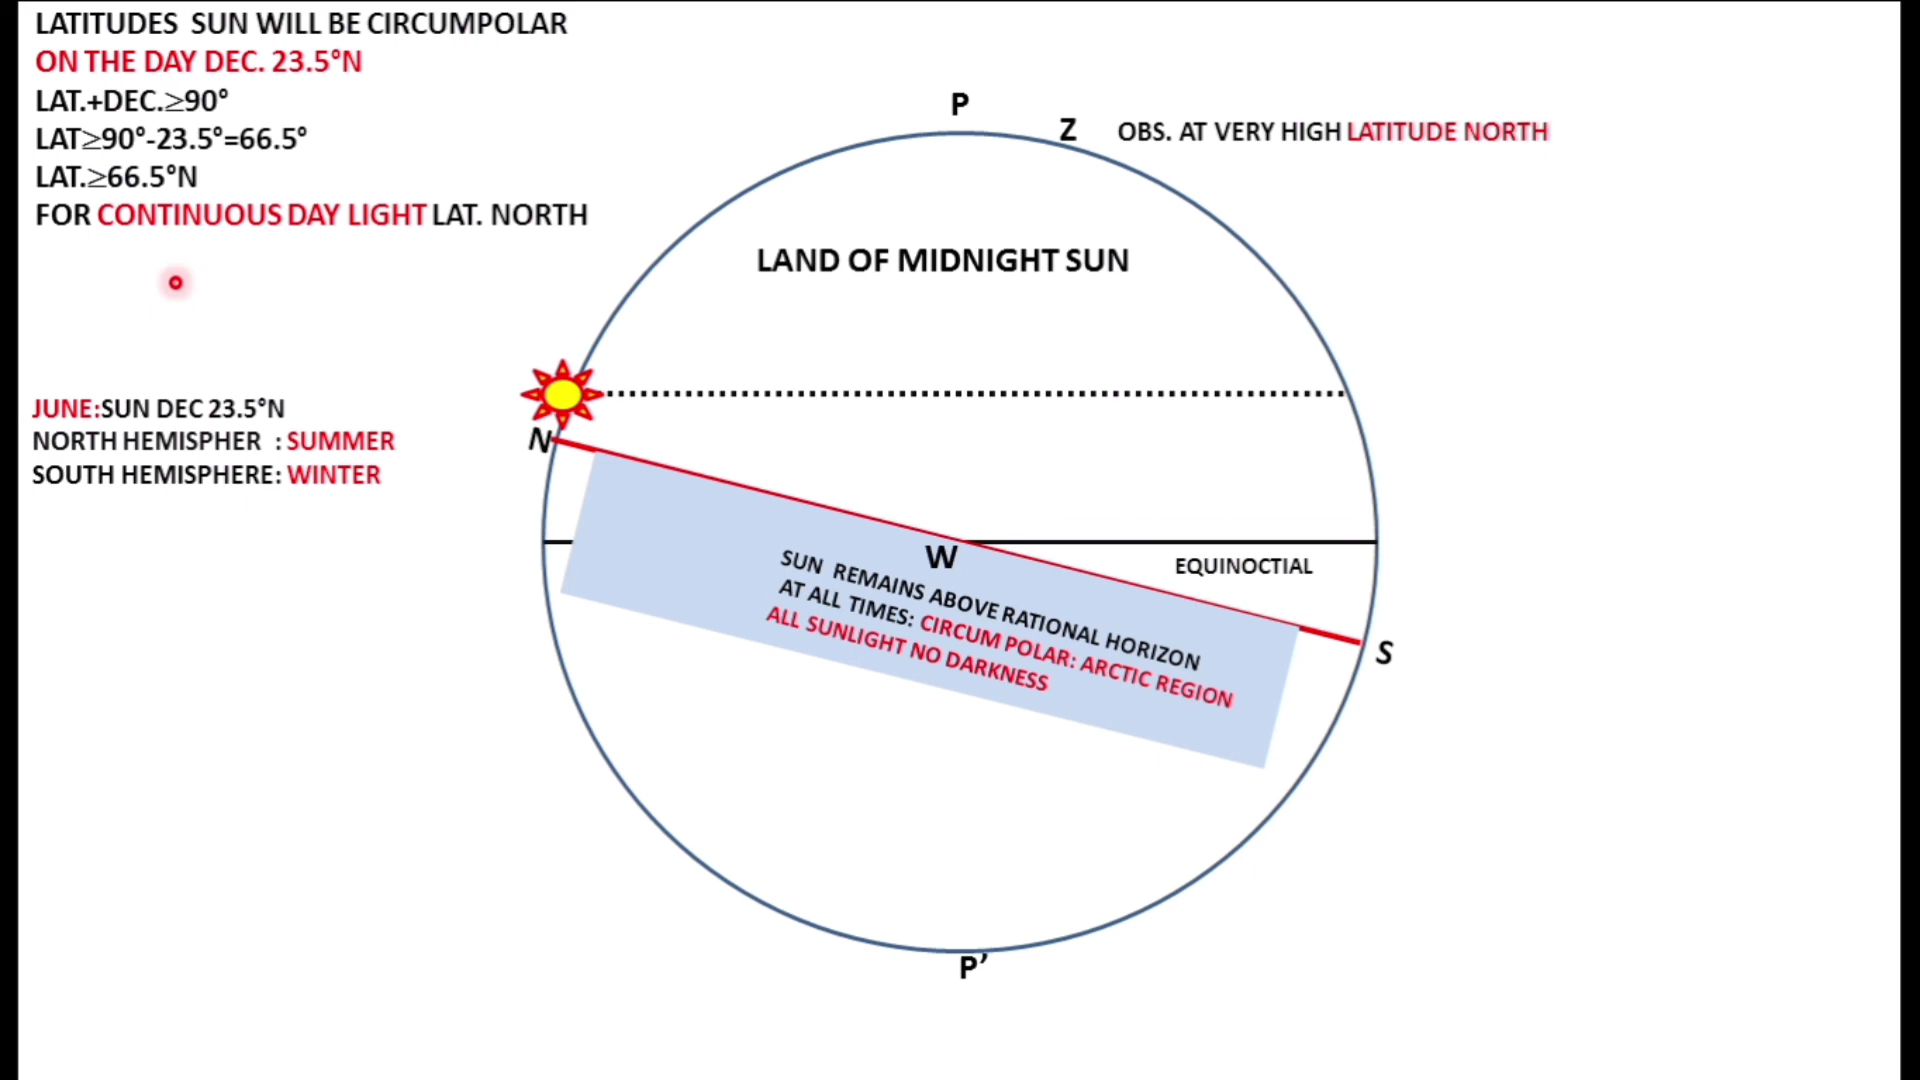 LATITUDES SUN WILL BE CIRCUMPOLAR
ON THE DAY DEC. 23.5°N
LAT.+DEC.≥90°
LAT≥90°-23.5°=66.5°
LAT.≥66.5°N
FOR CONTINUOUS DAY LIGHT LAT. NORTH
P
Z
OBS. AT VERY HIGH LATITUDE NORTH
LAND OF MIDNIGHT SUN
JUNE:SUN DEC 23.5°N
NORTH HEMISPHER : SUMMER
SOUTH HEMISPHERE: WINTER
N
W
EQUINOCTIAL
SUN REMAINS ABOVE RATIONAL HORIZON
AT ALL TIMES: CIRCUM POLAR: ARCTIC REGION
ALL SUNLIGHT NO DARKNESS
S
P’